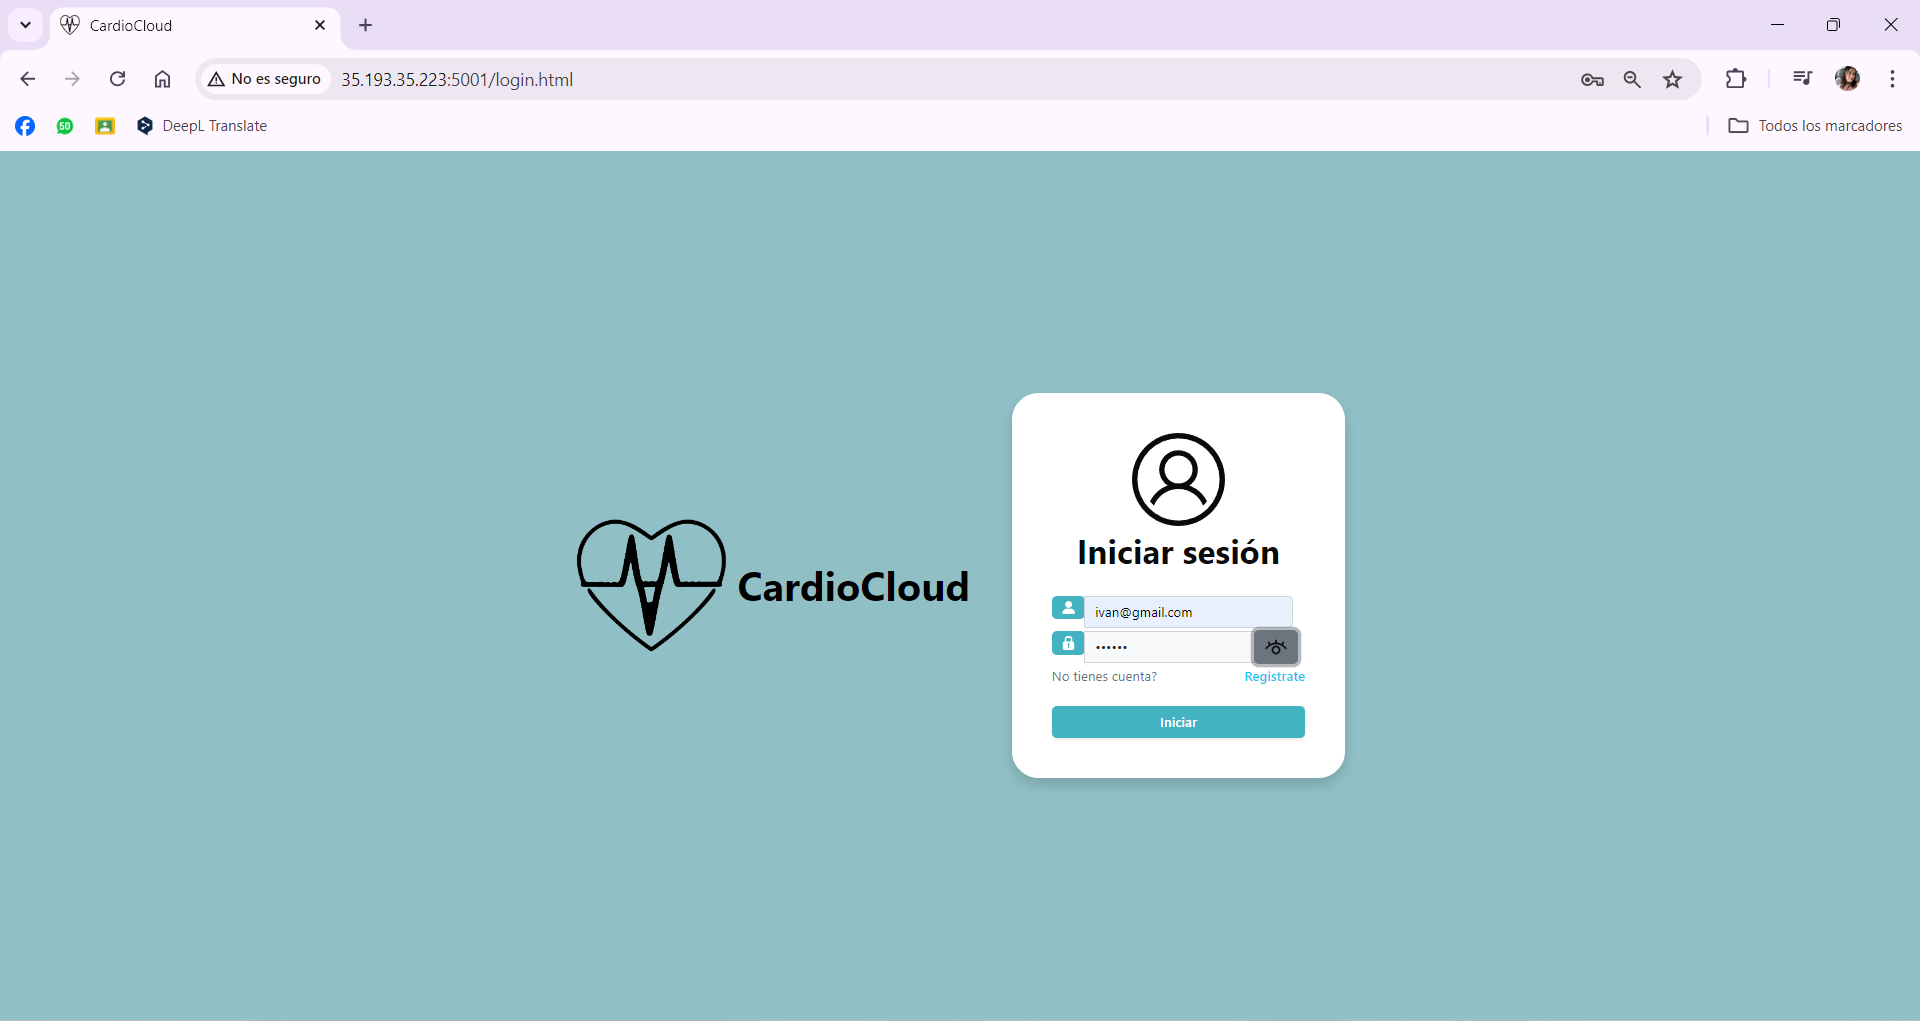 CardioCloud
No es seguro
35.193.35.223:5001/login.html
50
DeepL Translate
Todos los marcadores
CardioCloud
Iniciar sesión
ivan@gmail.com
••••••
No tienes cuenta?
Registrate
Iniciar